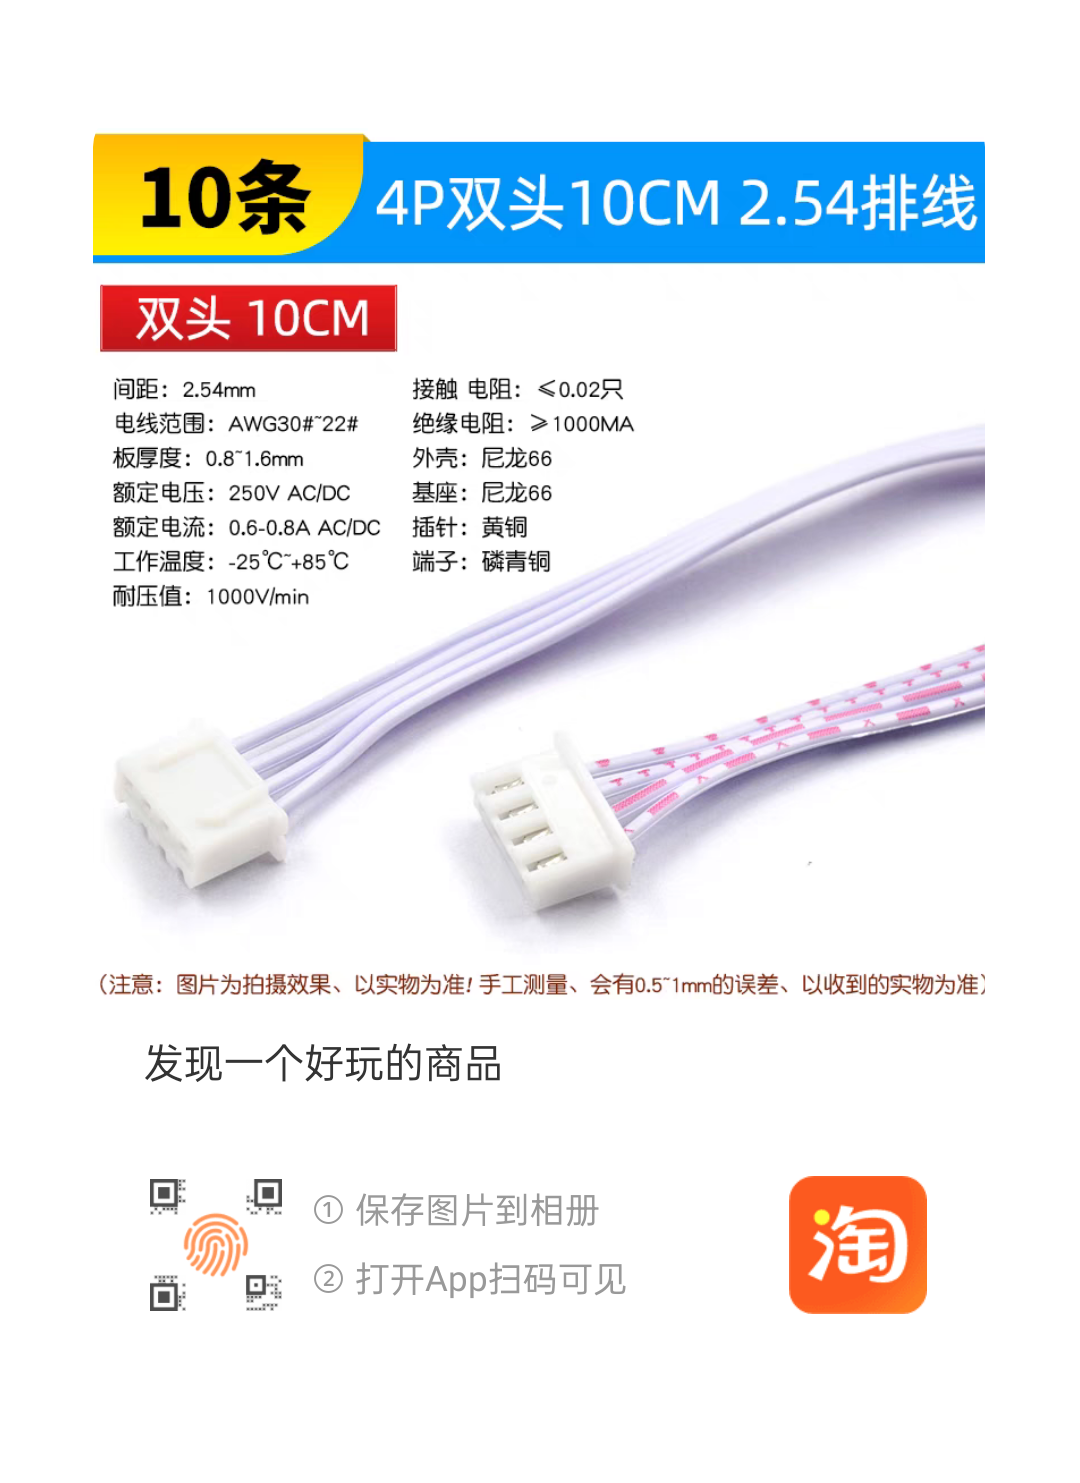 10条
4P双头10CM 2.54排线
双头 10CM
间距：2.54mm
电线范围：AWG30#~22#
板厚度：0.8~1.6mm
额定电压：250V AC/DC
额定电流：0.6-0.8A AC/DC
工作温度：-25℃~+85℃
耐压值：1000V/min
接触 电阻：≤0.02只
绝缘电阻：≥1000MA
外壳：尼龙66
基座：尼龙66
插针：黄铜
端子：磷青铜
（注意：图片为拍摄效果、以实物为准! 手工测量、会有0.5~1mm的误差、以收到的实物为准）
发现一个好玩的商品
① 保存图片到相册
② 打开App扫码可见
淘